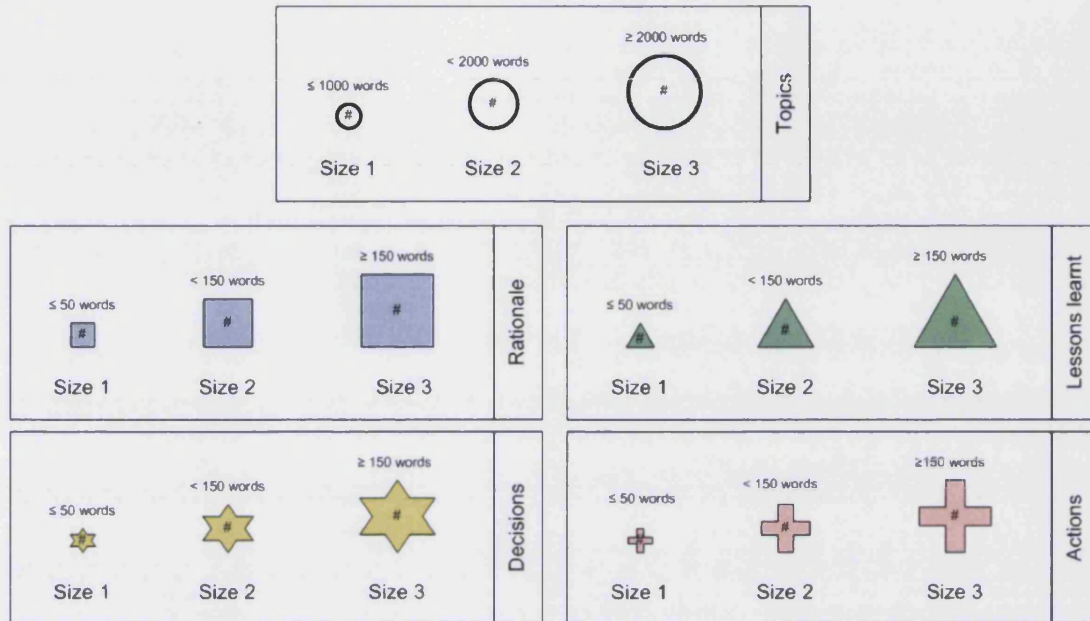 ≥ 2000 words
< 2000 words
≤ 1000 words
# # #
Size 1 Size 2 Size 3
Topics
≥ 150 words
< 150 words
≤ 50 words
# # #
Size 1 Size 2 Size 3
Rationale
≥ 150 words
< 150 words
≤ 50 words
# # #
Size 1 Size 2 Size 3
Lessons learnt
≥ 150 words
< 150 words
≤ 50 words
# # #
Size 1 Size 2 Size 3
Decisions
≥150 words
< 150 words
≤ 50 words
# # #
Size 1 Size 2 Size 3
Actions